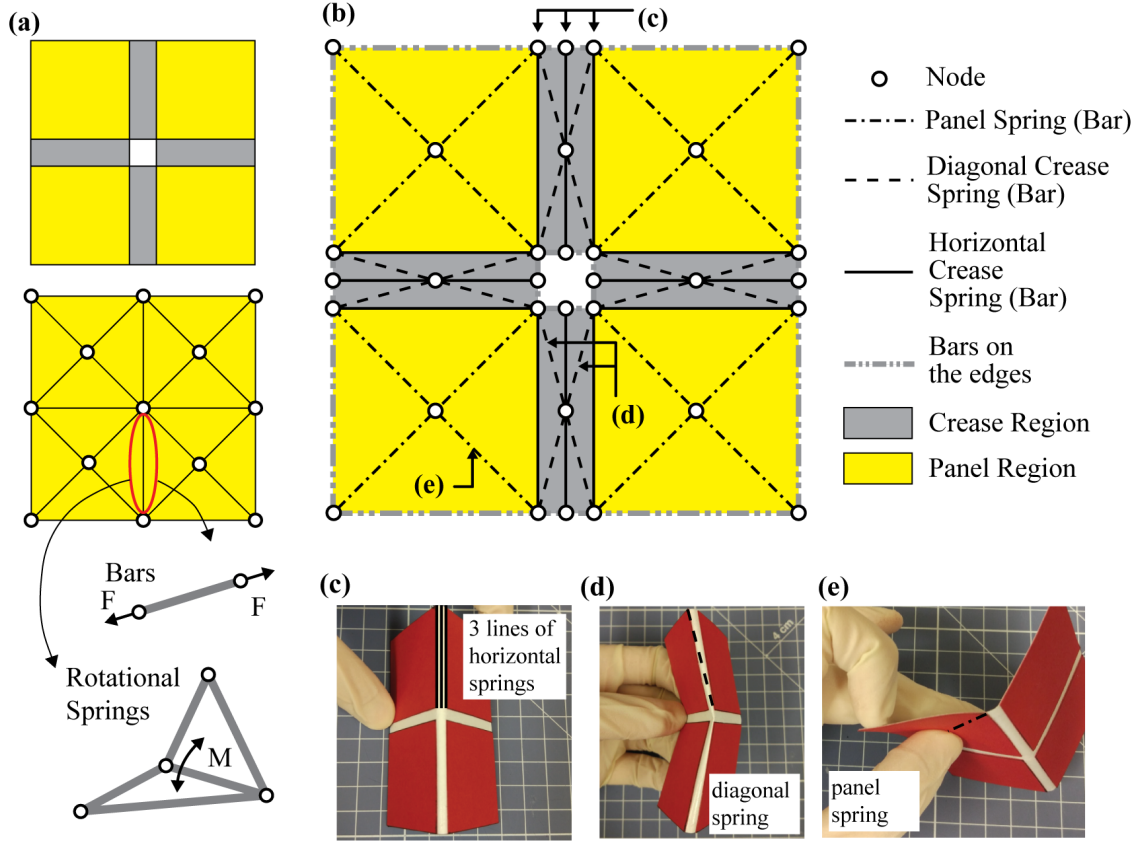 (a)
(b)
(c)
Node
Panel Spring (Bar)
Diagonal Crease
Spring (Bar)
Horizontal
Crease
Spring (Bar)
Bars on
the edges
Crease Region
Panel Region
(d)
(e)
Bars
F
F
Rotational
Springs
M
(c)
3 lines of
horizontal
springs
(d)
4 cm
diagonal
spring
(e)
panel
spring